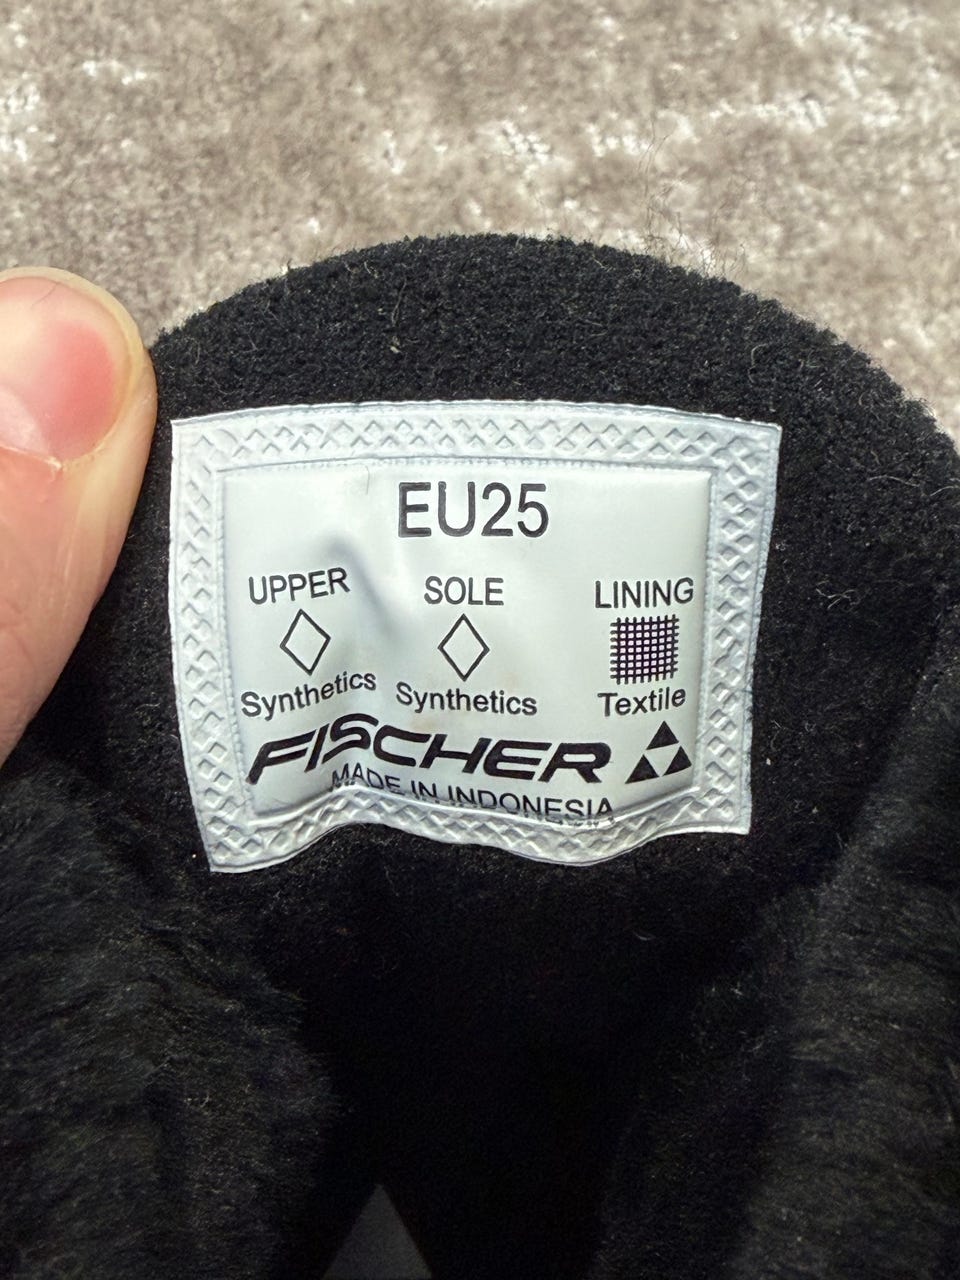 EU25
UPPER SOLE LINING
Synthetics Synthetics Textile
FISCHER
MADE IN INDONESIA